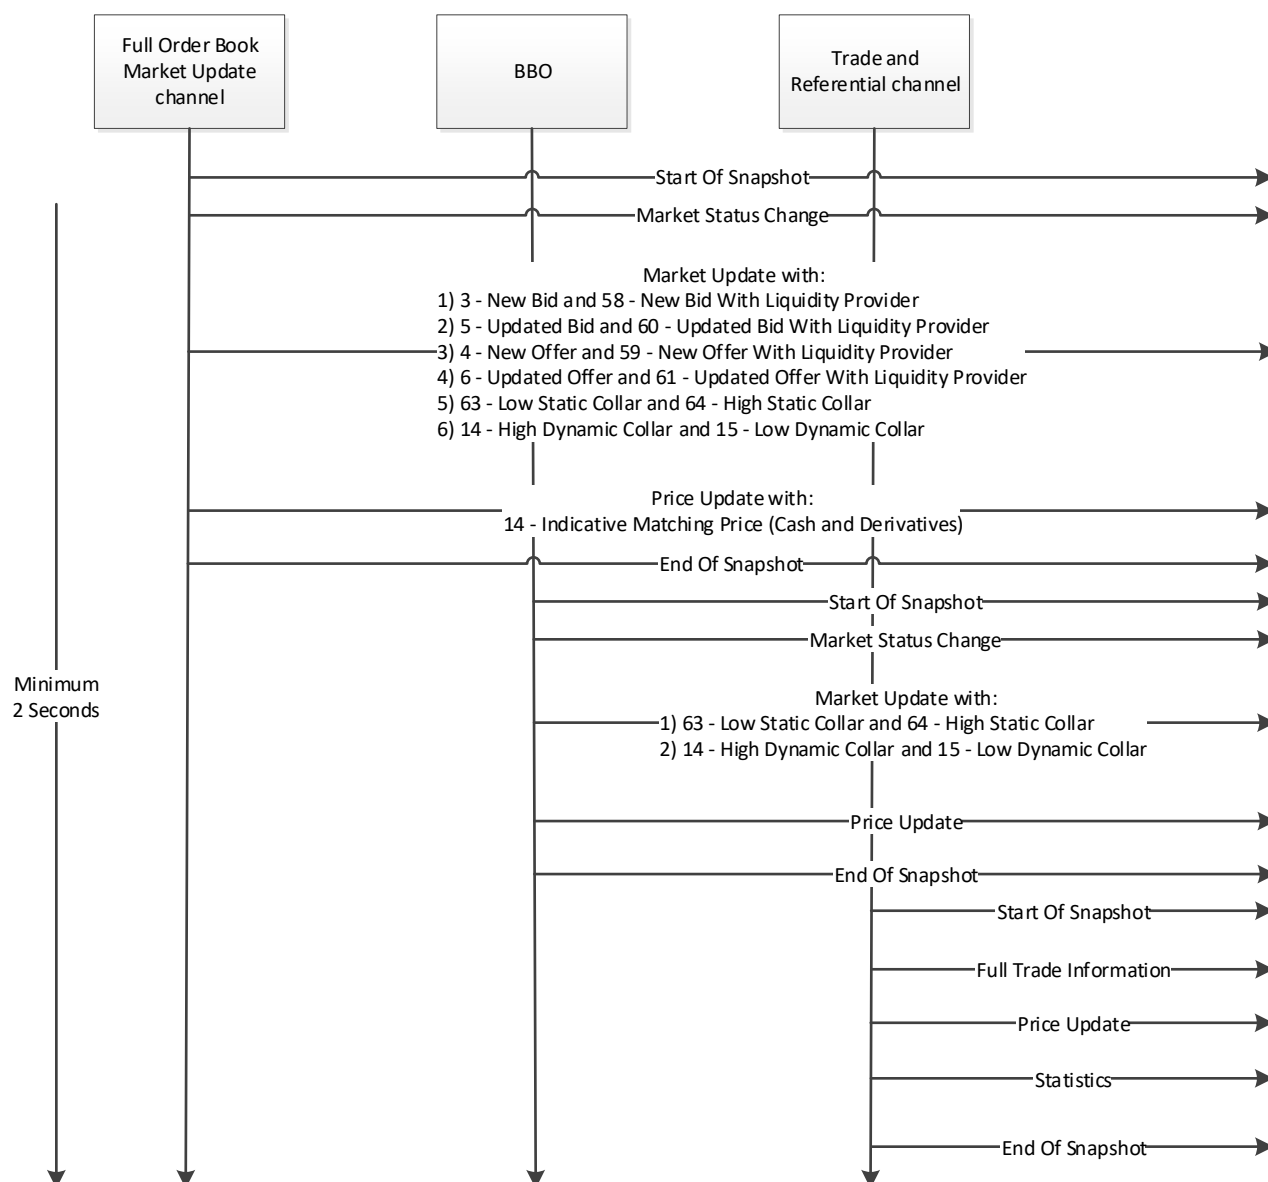 Full Order Book
Market Update
channel
BBO
Trade and
Referential channel
Start Of Snapshot
Market Status Change
Market Update with:
1) 3 - New Bid and 58 - New Bid With Liquidity Provider
2) 5 - Updated Bid and 60 - Updated Bid With Liquidity Provider
3) 4 - New Offer and 59 - New Offer With Liquidity Provider
4) 6 - Updated Offer and 61 - Updated Offer With Liquidity Provider
5) 63 - Low Static Collar and 64 - High Static Collar
6) 14 - High Dynamic Collar and 15 - Low Dynamic Collar
Price Update with:
14 - Indicative Matching Price (Cash and Derivatives)
End Of Snapshot
Start Of Snapshot
Market Status Change
Minimum
2 Seconds
Market Update with:
1) 63 - Low Static Collar and 64 - High Static Collar
2) 14 - High Dynamic Collar and 15 - Low Dynamic Collar
Price Update
End Of Snapshot
Start Of Snapshot
Full Trade Information
Price Update
Statistics
End Of Snapshot